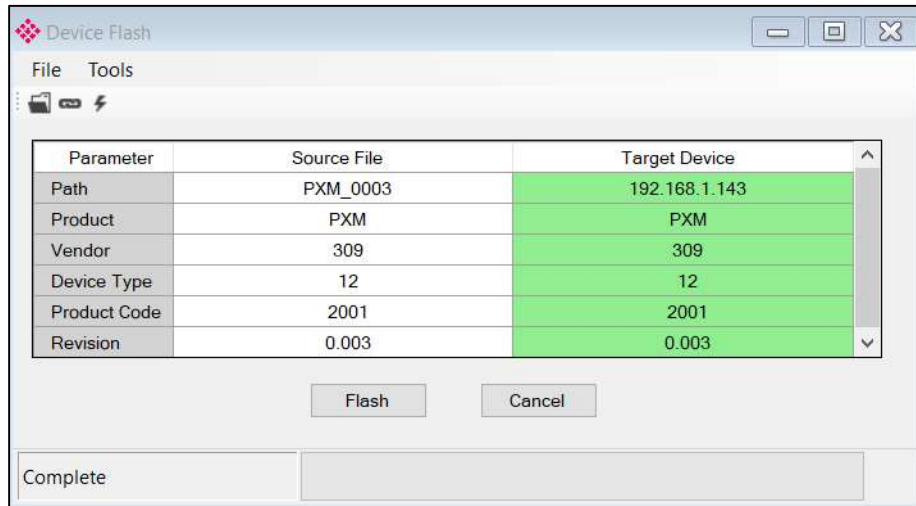 Device Flash
File Tools
Parameter Source File Target Device
Path PXM_0003 192.168.1.143
Product PXM PXM
Vendor 309 309
Device Type 12 12
Product Code 2001 2001
Revision 0.003 0.003
Flash Cancel
Complete